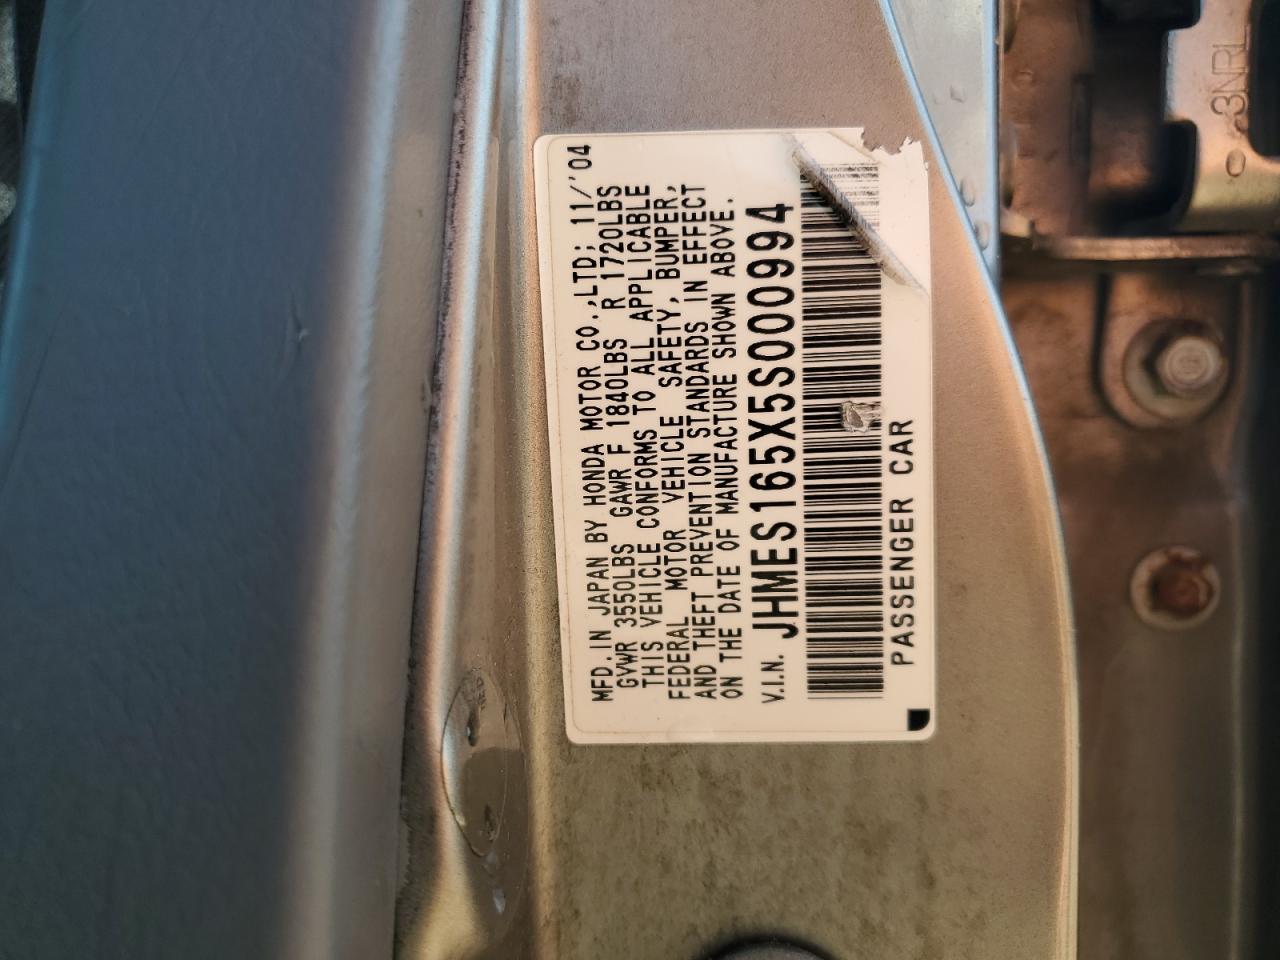 MFD. IN JAPAN BY HONDA MOTOR CO.,LTD; 11/'04
GVWR 3550LBS GAWR F 1840LBS R 1720LBS
THIS VEHICLE CONFORMS TO ALL APPLICABLE
FEDERAL MOTOR VEHICLE SAFETY, BUMPER,
AND THEFT PREVENTION STANDARDS IN EFFECT
ON THE DATE OF MANUFACTURE SHOWN ABOVE.
V.I.N. JHMES165X5S000994
PASSENGER CAR
3NRL